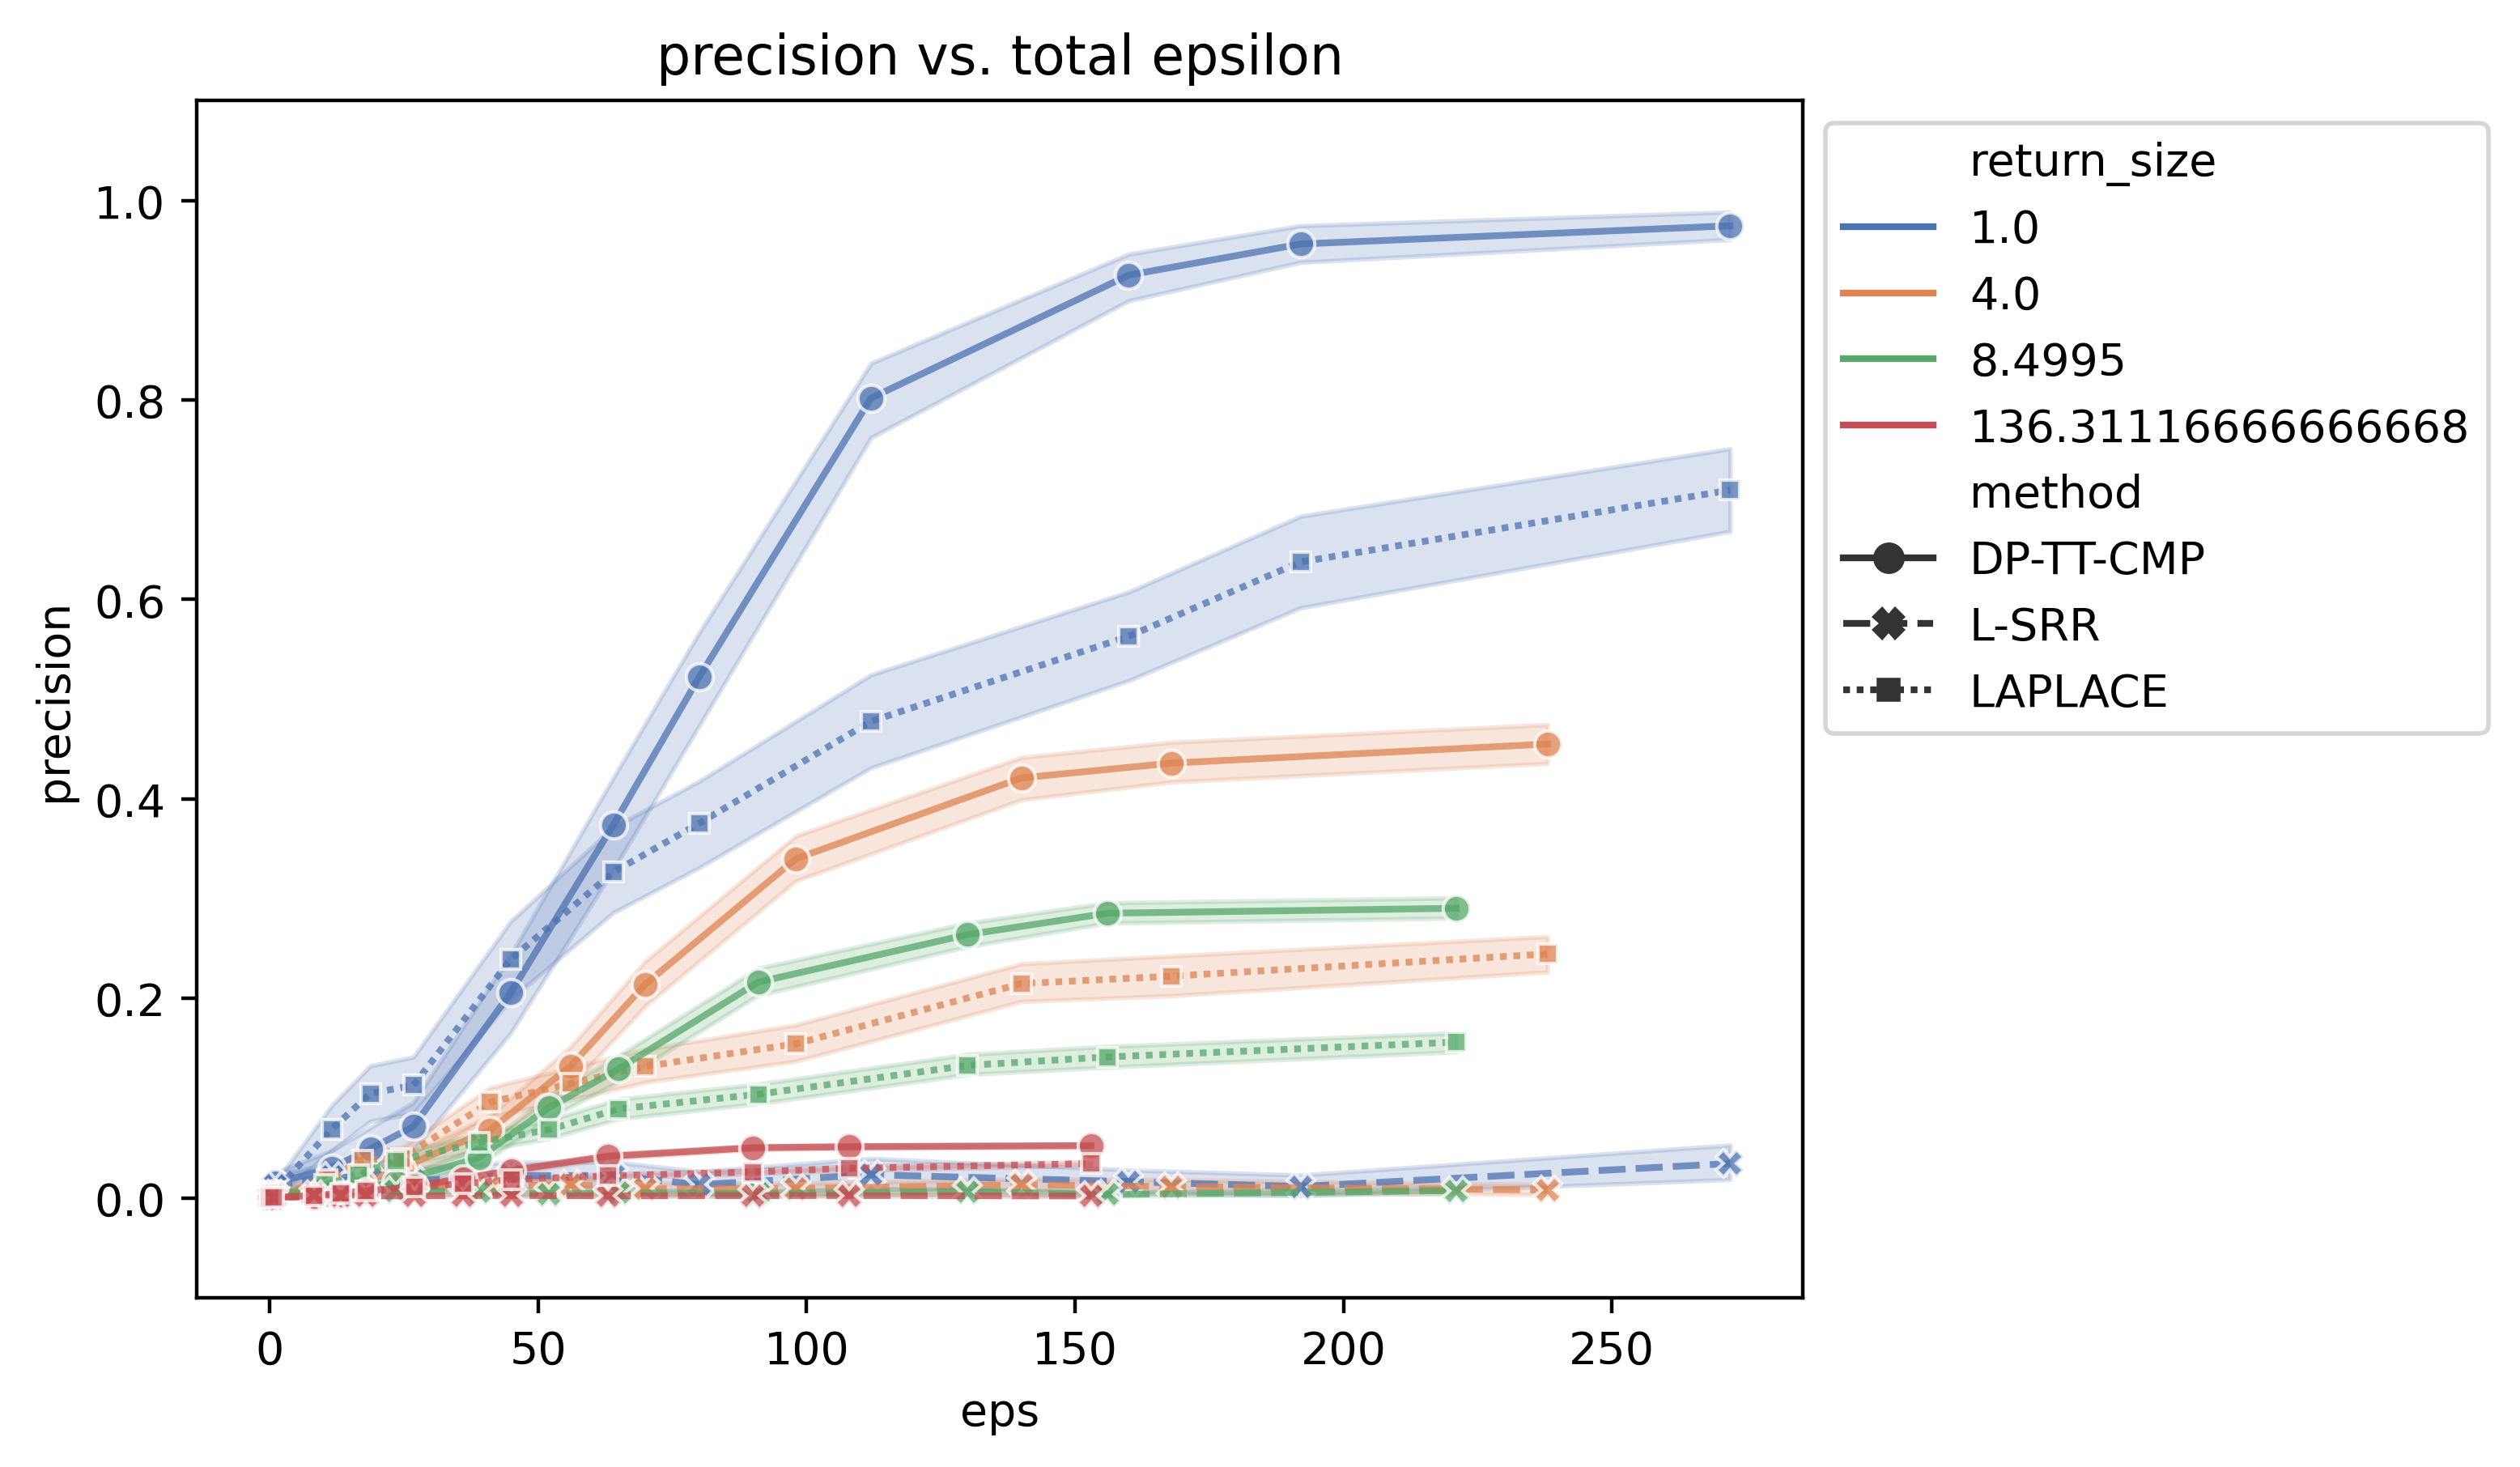 precision vs. total epsilon
1.0
0.8
0.6
0.4
0.2
0.0
precision
0
50
100
150
200
250
eps
return_size
1.0
4.0
8.4995
136.31116666666668
method
DP-TT-CMP
L-SRR
LAPLACE